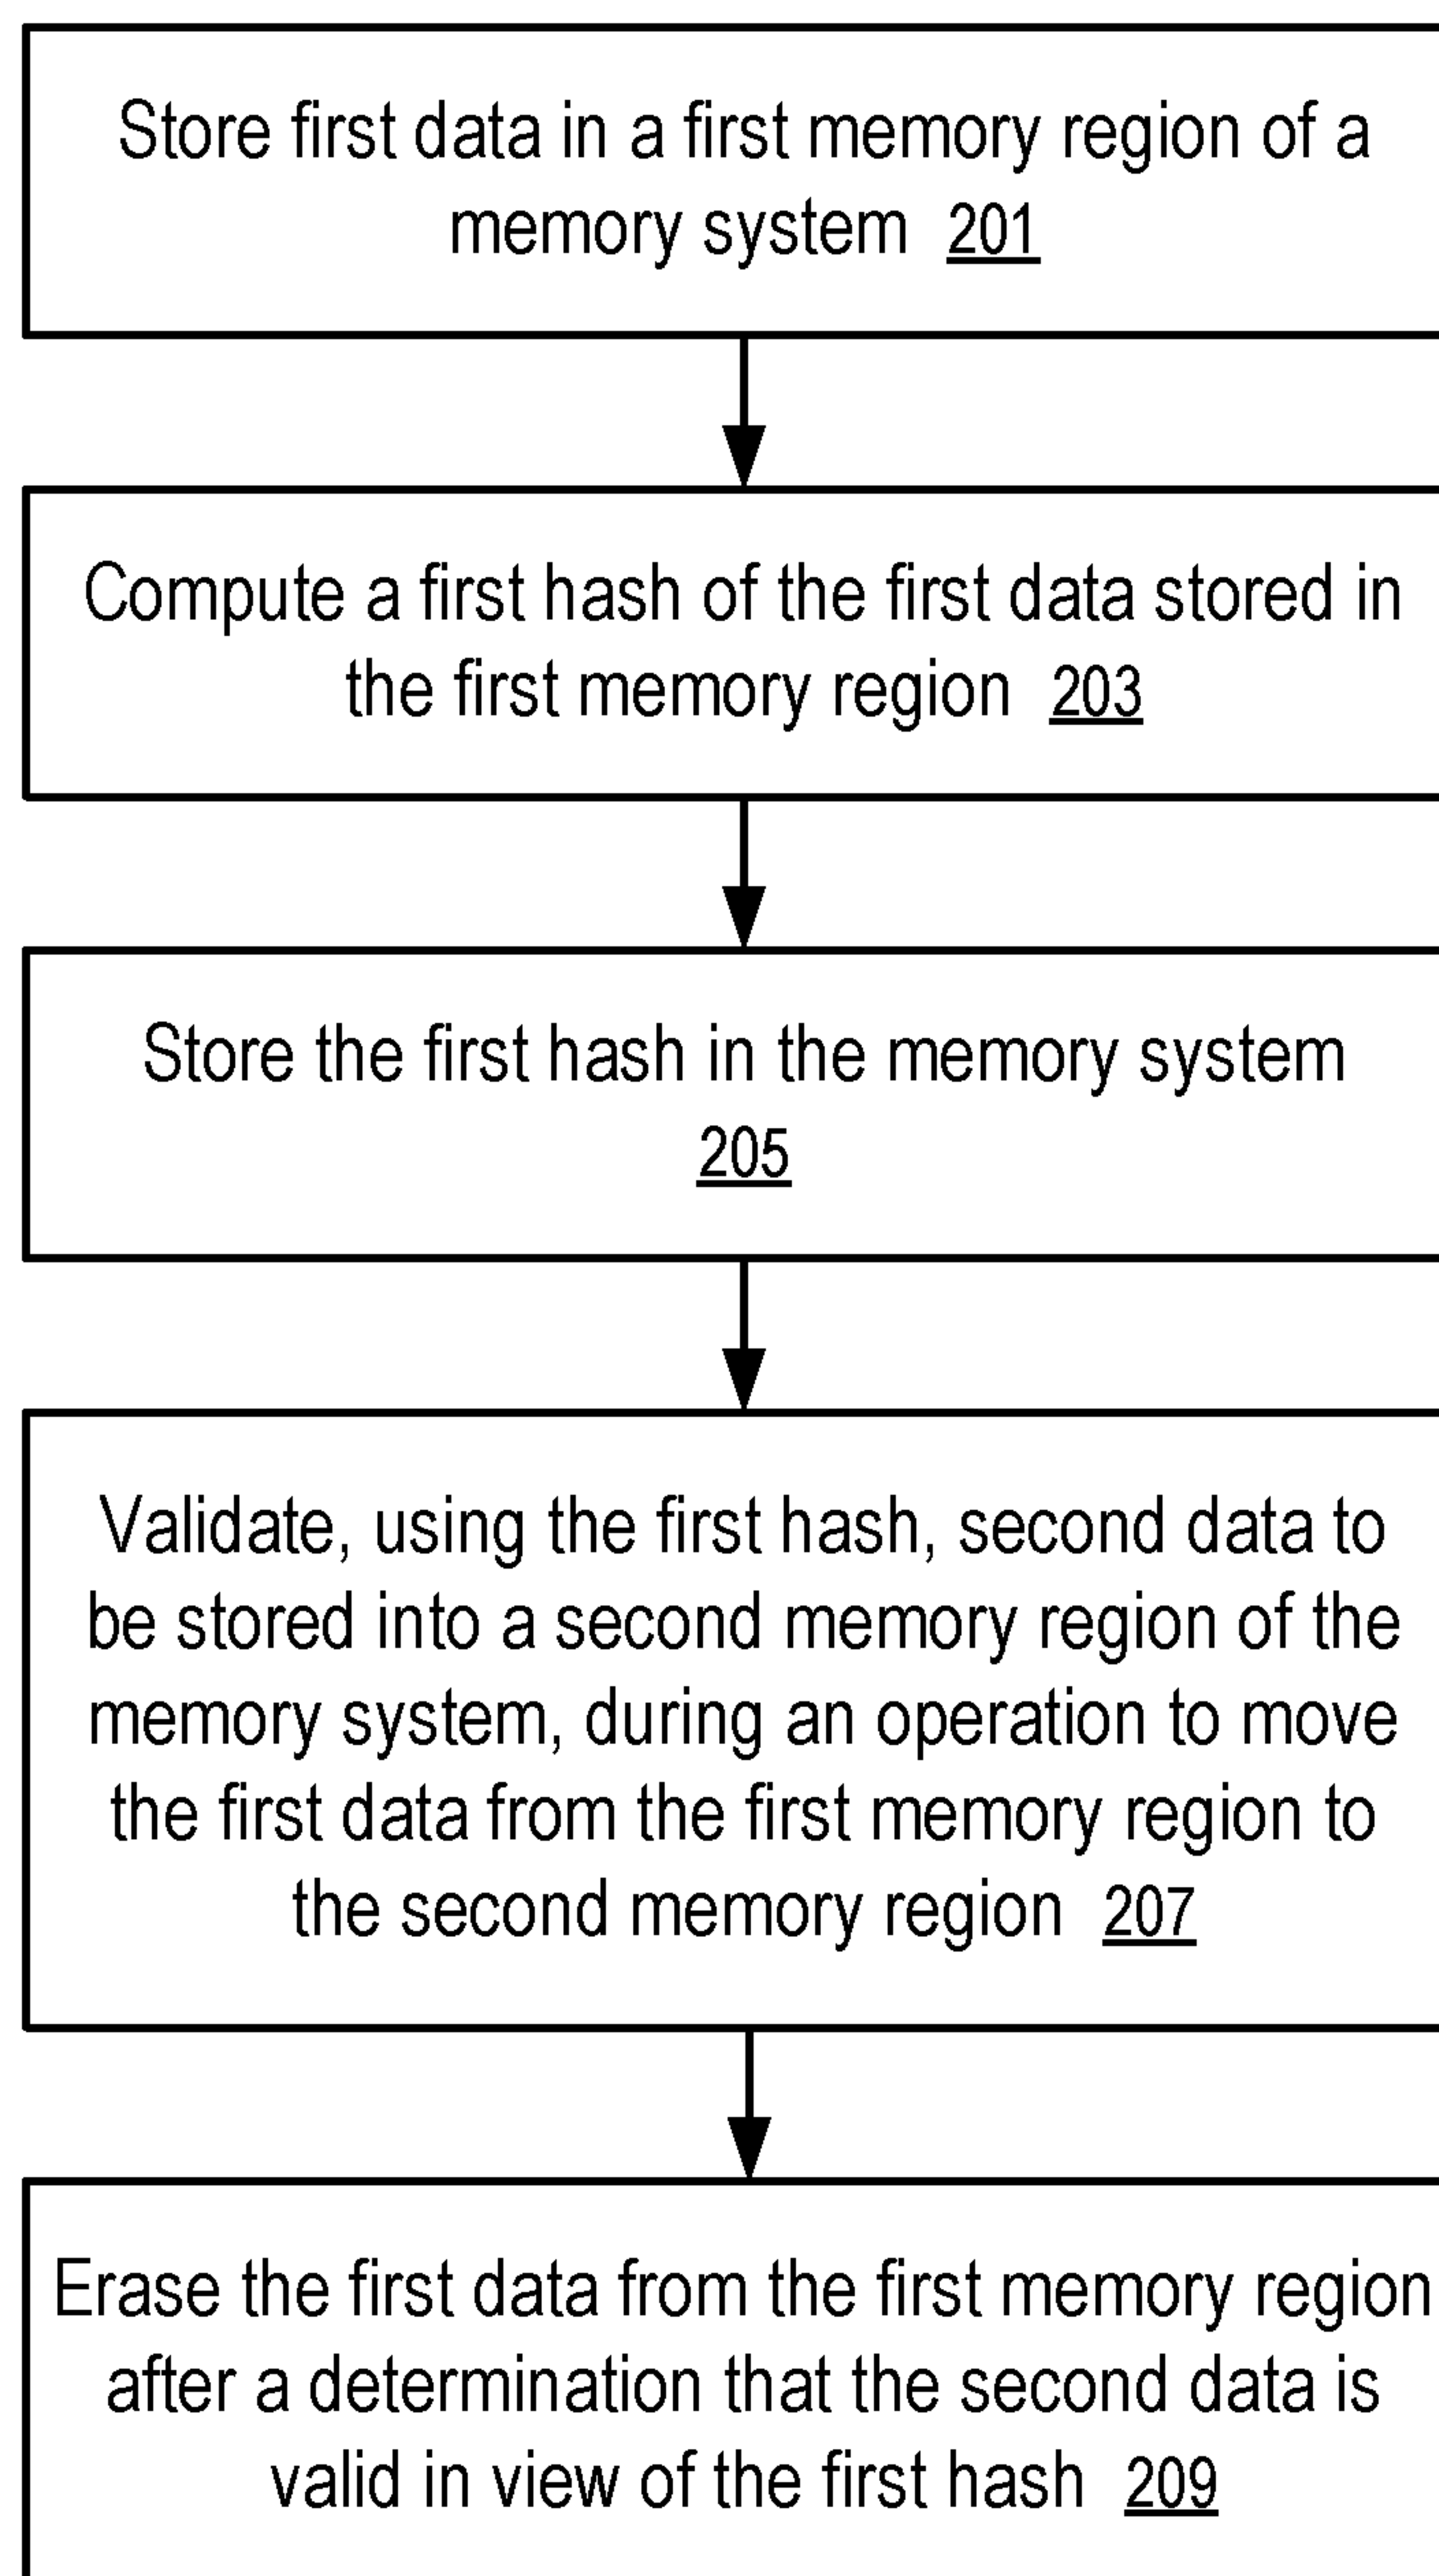 Store first data in a first memory region of a
memory system 201
Compute a first hash of the first data stored in
the first memory region 203
Store the first hash in the memory system
205
Validate, using the first hash, second data to
be stored into a second memory region of the
memory system, during an operation to move
the first data from the first memory region to
the second memory region 207
Erase the first data from the first memory region
after a determination that the second data is
valid in view of the first hash 209